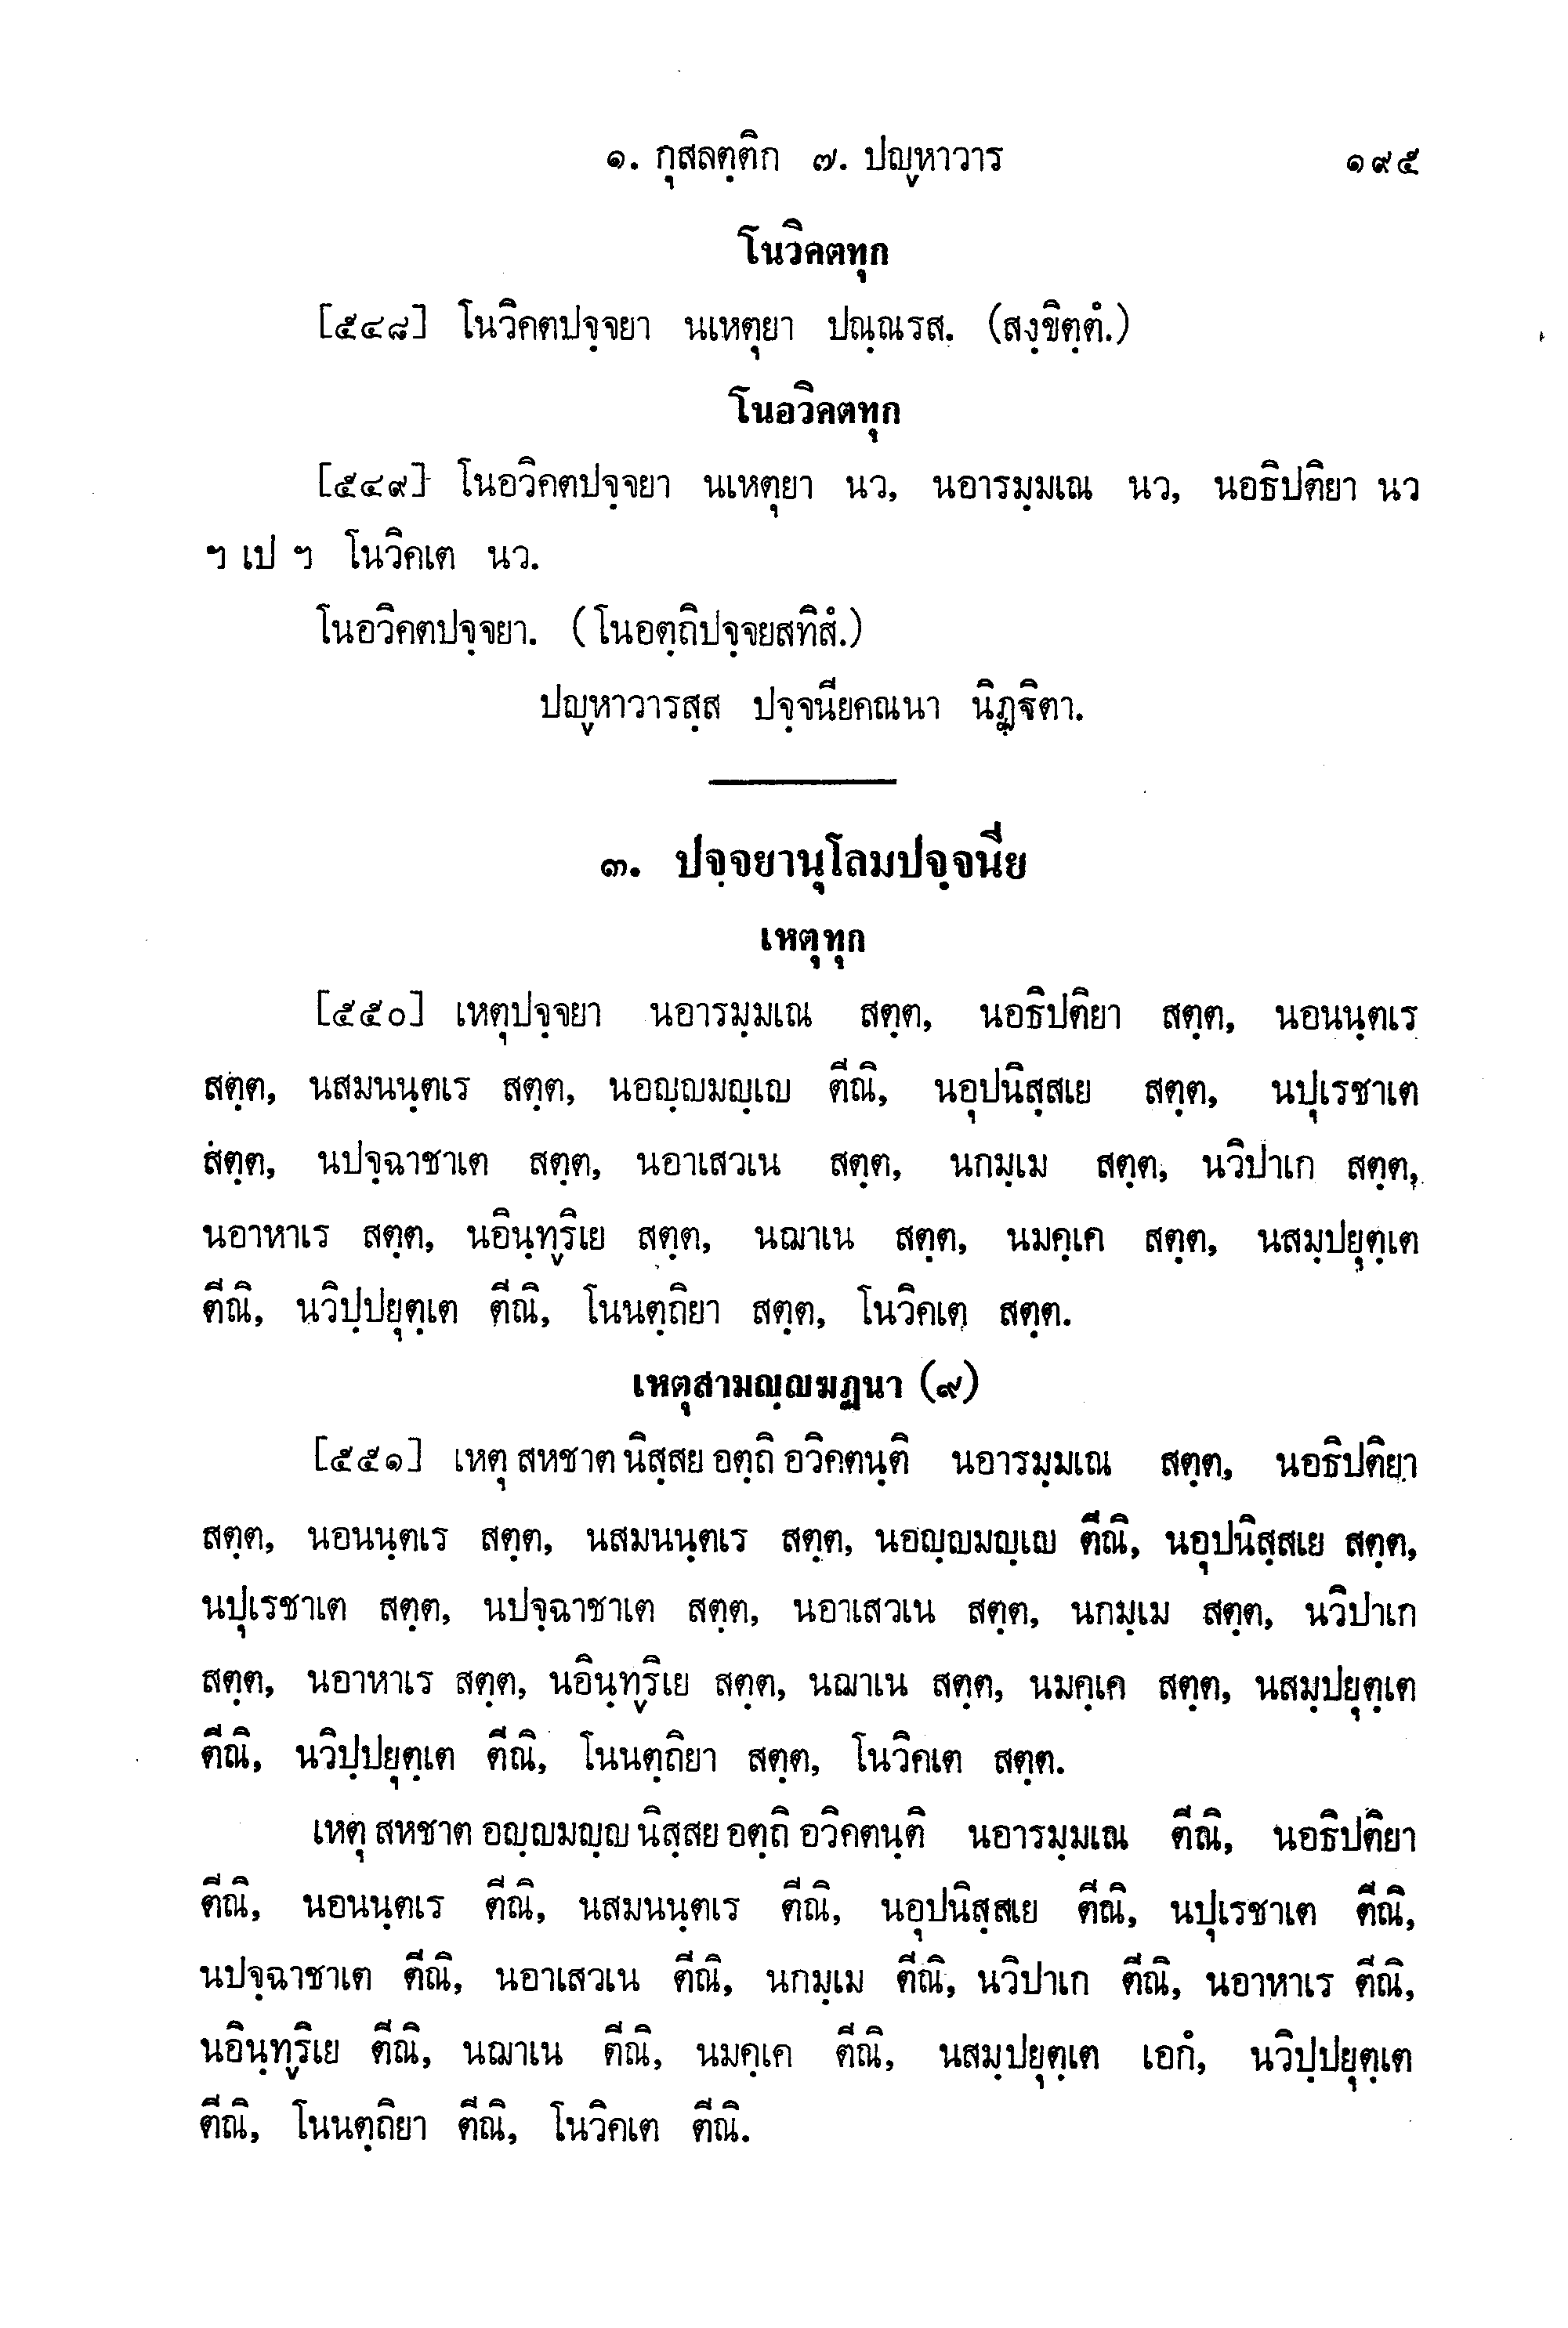 ๑. กุสลตฺติก ๗. ปญฺหาวาร ๑๙๕
โนวิคตทุก
[๕๔๘] โนวิคตปจฺจยา นเหตุยา ปณฺณรส. (สงฺขิตฺตํ.)
โนอวิคตทุก
[๕๔๙] โนอวิคตปจฺจยา นเหตุยา นว, นอารมฺมเณ นว, นอธิปติยา นว
ฯ เป ฯ โนวิคเต นว.
โนอวิคตปจฺจยา. (โนอตฺถิปจฺจยสทิสํ.)
ปญฺหาวารสฺส ปจฺจนียคณนา นิฏฺฐิตา.
๓. ปจฺจยานุโลมปจฺจนีย
เหตุทุก
[๕๕๐] เหตุปจฺจยา นอารมฺมเณ สตฺต, นอธิปติยา สตฺต, นอนนฺตเร
สตฺต, นสมนนฺตเร สตฺต, นอญฺญมญฺเญ ตีณิ, นอุปนิสฺสเย สตฺต, นปุเรชาเต
สตฺต, นปจฺฉาชาเต สตฺต, นอาเสวเน สตฺต, นกมฺเม สตฺต, นวิปาเก สตฺต,
นอาหาเร สตฺต, นอินฺทฺริเย สตฺต, นฌาเน สตฺต, นมคฺเค สตฺต, นสมฺปยุตฺเต
ตีณิ, นวิปฺปยุตฺเต ตีณิ, โนนตฺถิยา สตฺต, โนวิคเต สตฺต.
เหตุสามญฺญฆฏนา (๙)
[๕๕๑] เหตุ สหชาต นิสฺสย อตฺถิ อวิคตนฺติ นอารมฺมเณ สตฺต, นอธิปติยา
สตฺต, นอนนฺตเร สตฺต, นสมนนฺตเร สตฺต, นอญฺญมญฺเญ ตีณิ, นอุปนิสฺสเย สตฺต,
นปุเรชาเต สตฺต, นปจฺฉาชาเต สตฺต, นอาเสวเน สตฺต, นกมฺเม สตฺต, นวิปาเก
สตฺต, นอาหาเร สตฺต, นอินฺทฺริเย สตฺต, นฌาเน สตฺต, นมคฺเค สตฺต, นสมฺปยุตฺเต
ตีณิ, นวิปฺปยุตฺเต ตีณิ, โนนตฺถิยา สตฺต, โนวิคเต สตฺต.
เหตุ สหชาต อญฺญมญฺญ นิสฺสย อตฺถิ อวิคตนฺติ นอารมฺมเณ ตีณิ, นอธิปติยา
ตีณิ, นอนนฺตเร ตีณิ, นสมนนฺตเร ตีณิ, นอุปนิสฺสเย ตีณิ, นปุเรชาเต ตีณิ,
นปจฺฉาชาเต ตีณิ, นอาเสวเน ตีณิ, นกมฺเม ตีณิ, นวิปาเก ตีณิ, นอาหาเร ตีณิ,
นอินฺทฺริเย ตีณิ, นฌาเน ตีณิ, นมคฺเค ตีณิ, นสมฺปยุตฺเต เอกํ, นวิปฺปยุตฺเต
ตีณิ, โนนตฺถิยา ตีณิ, โนวิคเต ตีณิ.